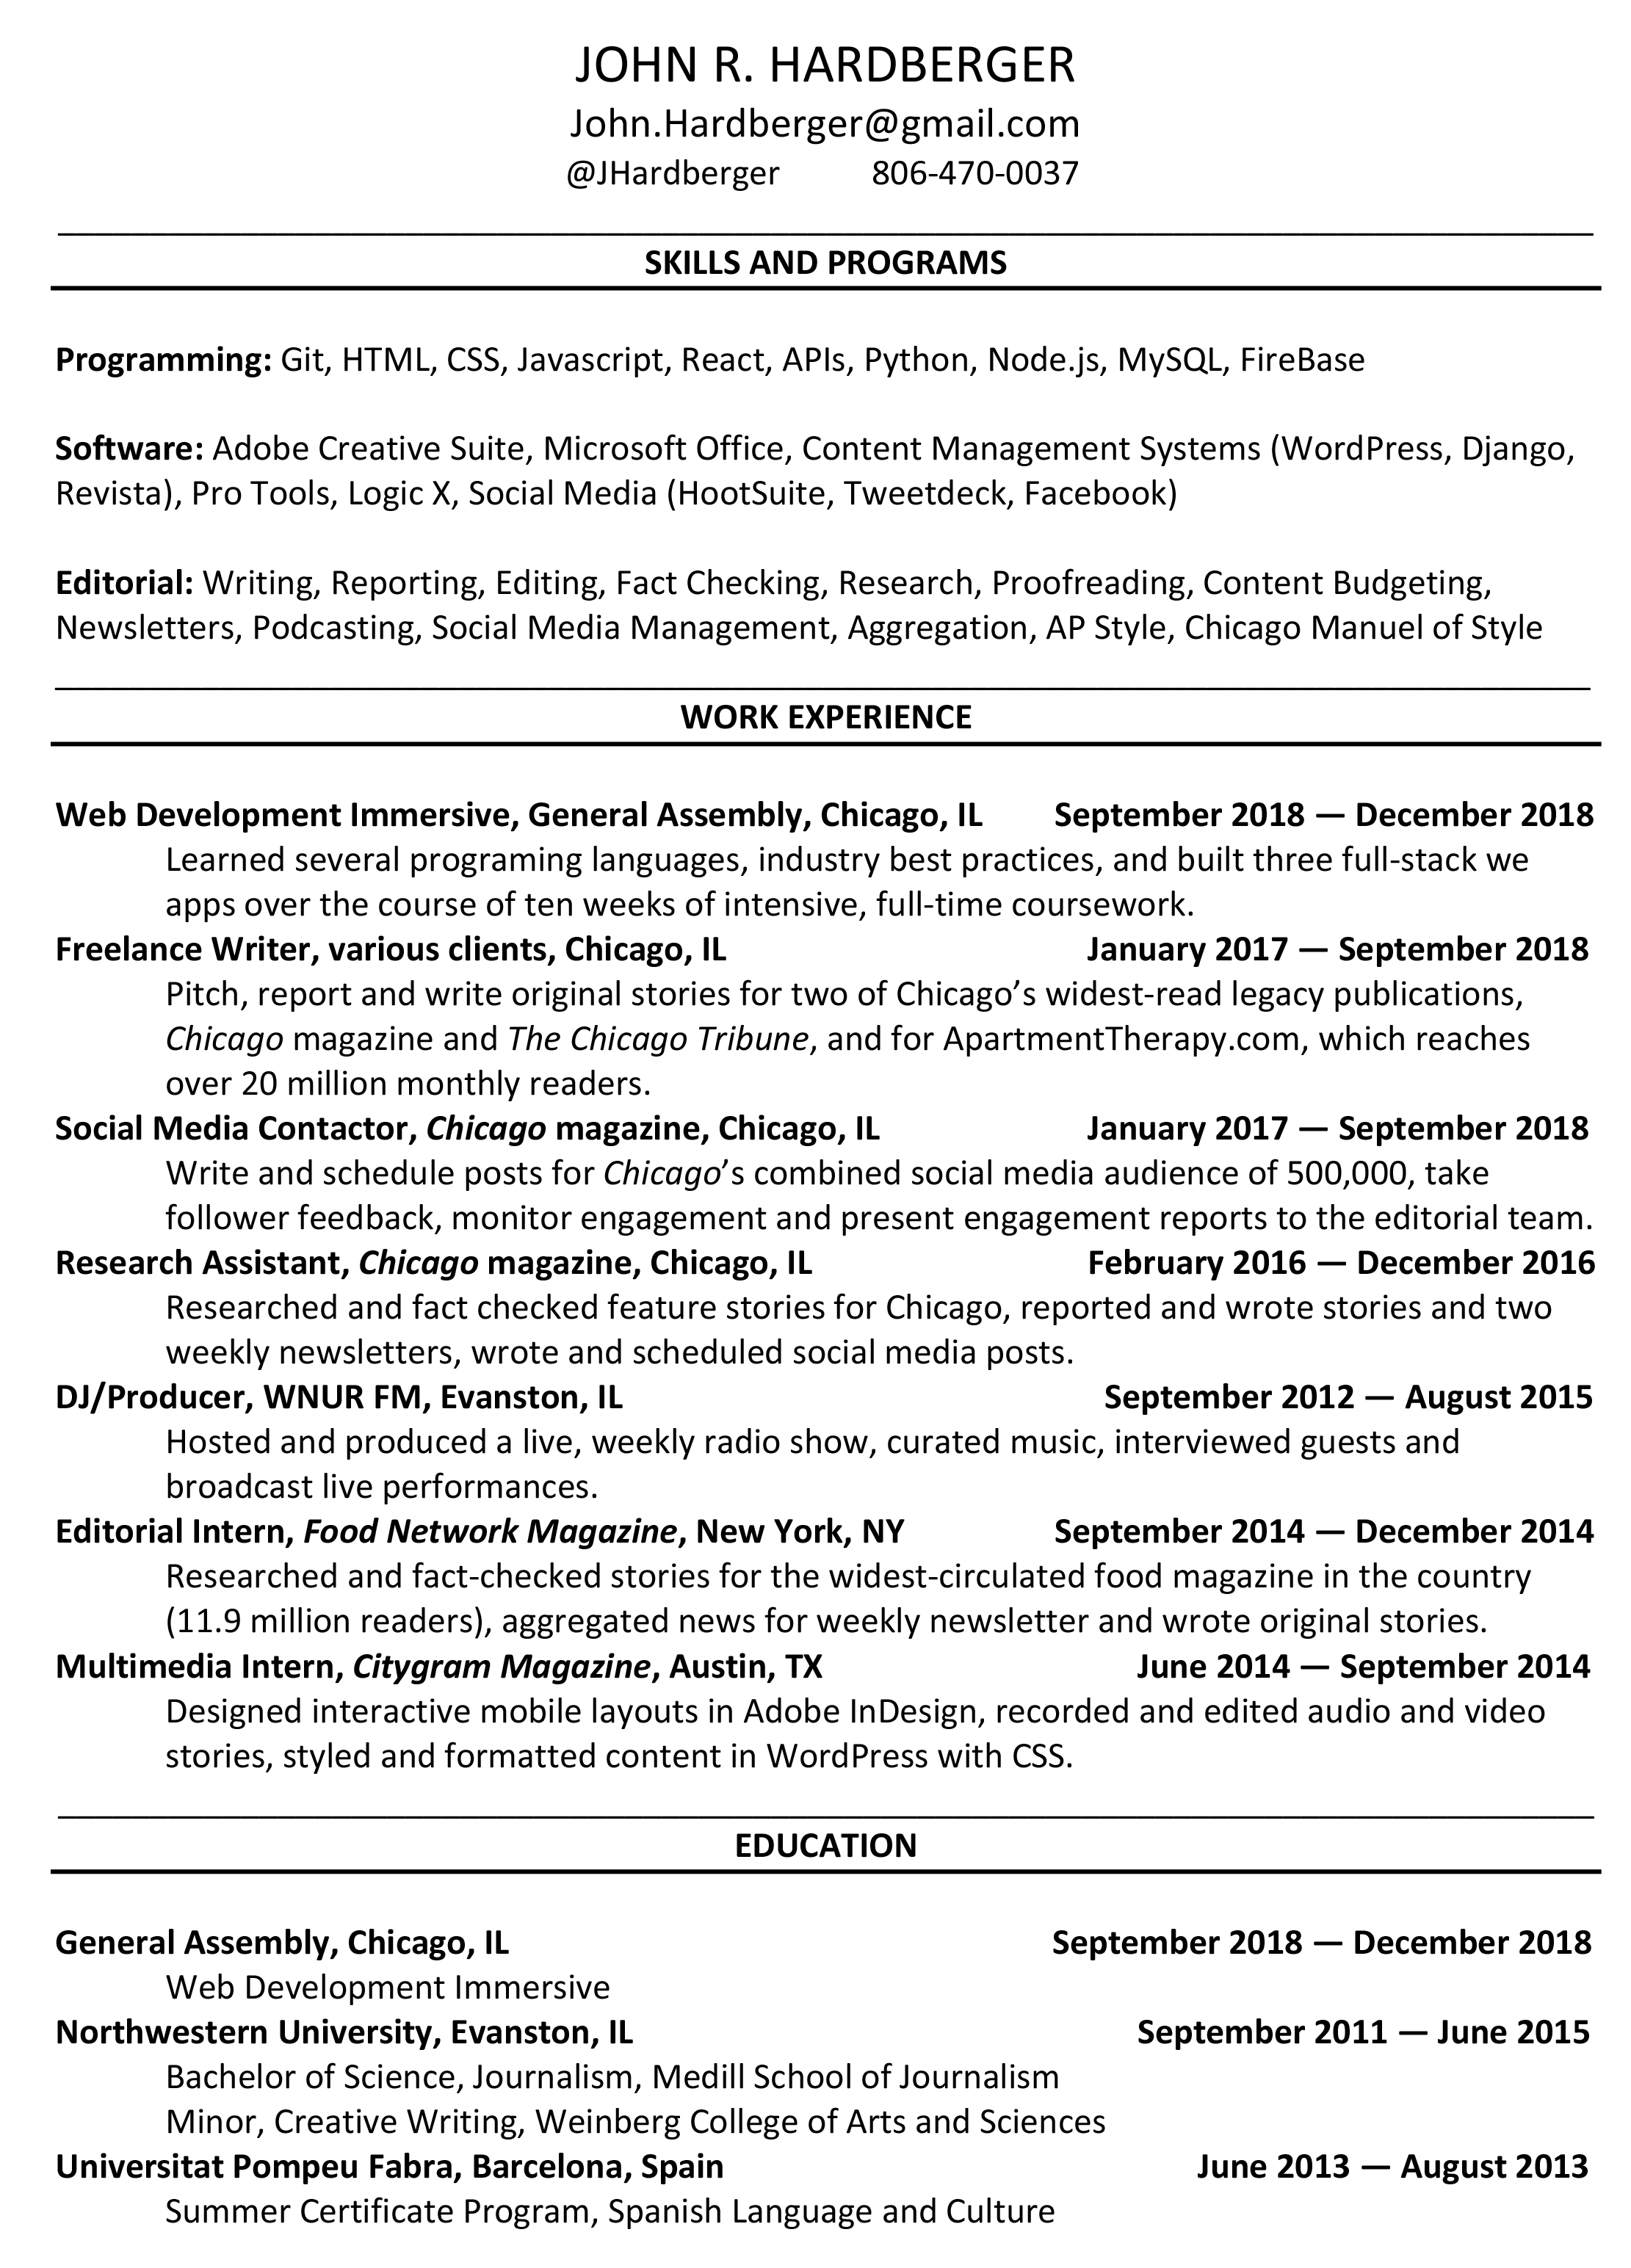 JOHN R. HARDBERGER
John.Hardberger@gmail.com
@JHardberger 806-470-0037
SKILLS AND PROGRAMS
Programming: Git, HTML, CSS, Javascript, React, APIs, Python, Node.js, MySQL, FireBase
Software: Adobe Creative Suite, Microsoft Office, Content Management Systems (WordPress, Django,
Revista), Pro Tools, Logic X, Social Media (HootSuite, Tweetdeck, Facebook)
Editorial: Writing, Reporting, Editing, Fact Checking, Research, Proofreading, Content Budgeting,
Newsletters, Podcasting, Social Media Management, Aggregation, AP Style, Chicago Manuel of Style
WORK EXPERIENCE
Web Development Immersive, General Assembly, Chicago, IL September 2018 — December 2018
Learned several programing languages, industry best practices, and built three full-stack we
apps over the course of ten weeks of intensive, full-time coursework.
Freelance Writer, various clients, Chicago, IL January 2017 — September 2018
Pitch, report and write original stories for two of Chicago’s widest-read legacy publications,
Chicago magazine and The Chicago Tribune, and for ApartmentTherapy.com, which reaches
over 20 million monthly readers.
Social Media Contactor, Chicago magazine, Chicago, IL January 2017 — September 2018
Write and schedule posts for Chicago’s combined social media audience of 500,000, take
follower feedback, monitor engagement and present engagement reports to the editorial team.
Research Assistant, Chicago magazine, Chicago, IL February 2016 — December 2016
Researched and fact checked feature stories for Chicago, reported and wrote stories and two
weekly newsletters, wrote and scheduled social media posts.
DJ/Producer, WNUR FM, Evanston, IL September 2012 — August 2015
Hosted and produced a live, weekly radio show, curated music, interviewed guests and
broadcast live performances.
Editorial Intern, Food Network Magazine, New York, NY September 2014 — December 2014
Researched and fact-checked stories for the widest-circulated food magazine in the country
(11.9 million readers), aggregated news for weekly newsletter and wrote original stories.
Multimedia Intern, Citygram Magazine, Austin, TX June 2014 — September 2014
Designed interactive mobile layouts in Adobe InDesign, recorded and edited audio and video
stories, styled and formatted content in WordPress with CSS.
EDUCATION
General Assembly, Chicago, IL September 2018 — December 2018
Web Development Immersive
Northwestern University, Evanston, IL September 2011 — June 2015
Bachelor of Science, Journalism, Medill School of Journalism
Minor, Creative Writing, Weinberg College of Arts and Sciences
Universitat Pompeu Fabra, Barcelona, Spain June 2013 — August 2013
Summer Certificate Program, Spanish Language and Culture